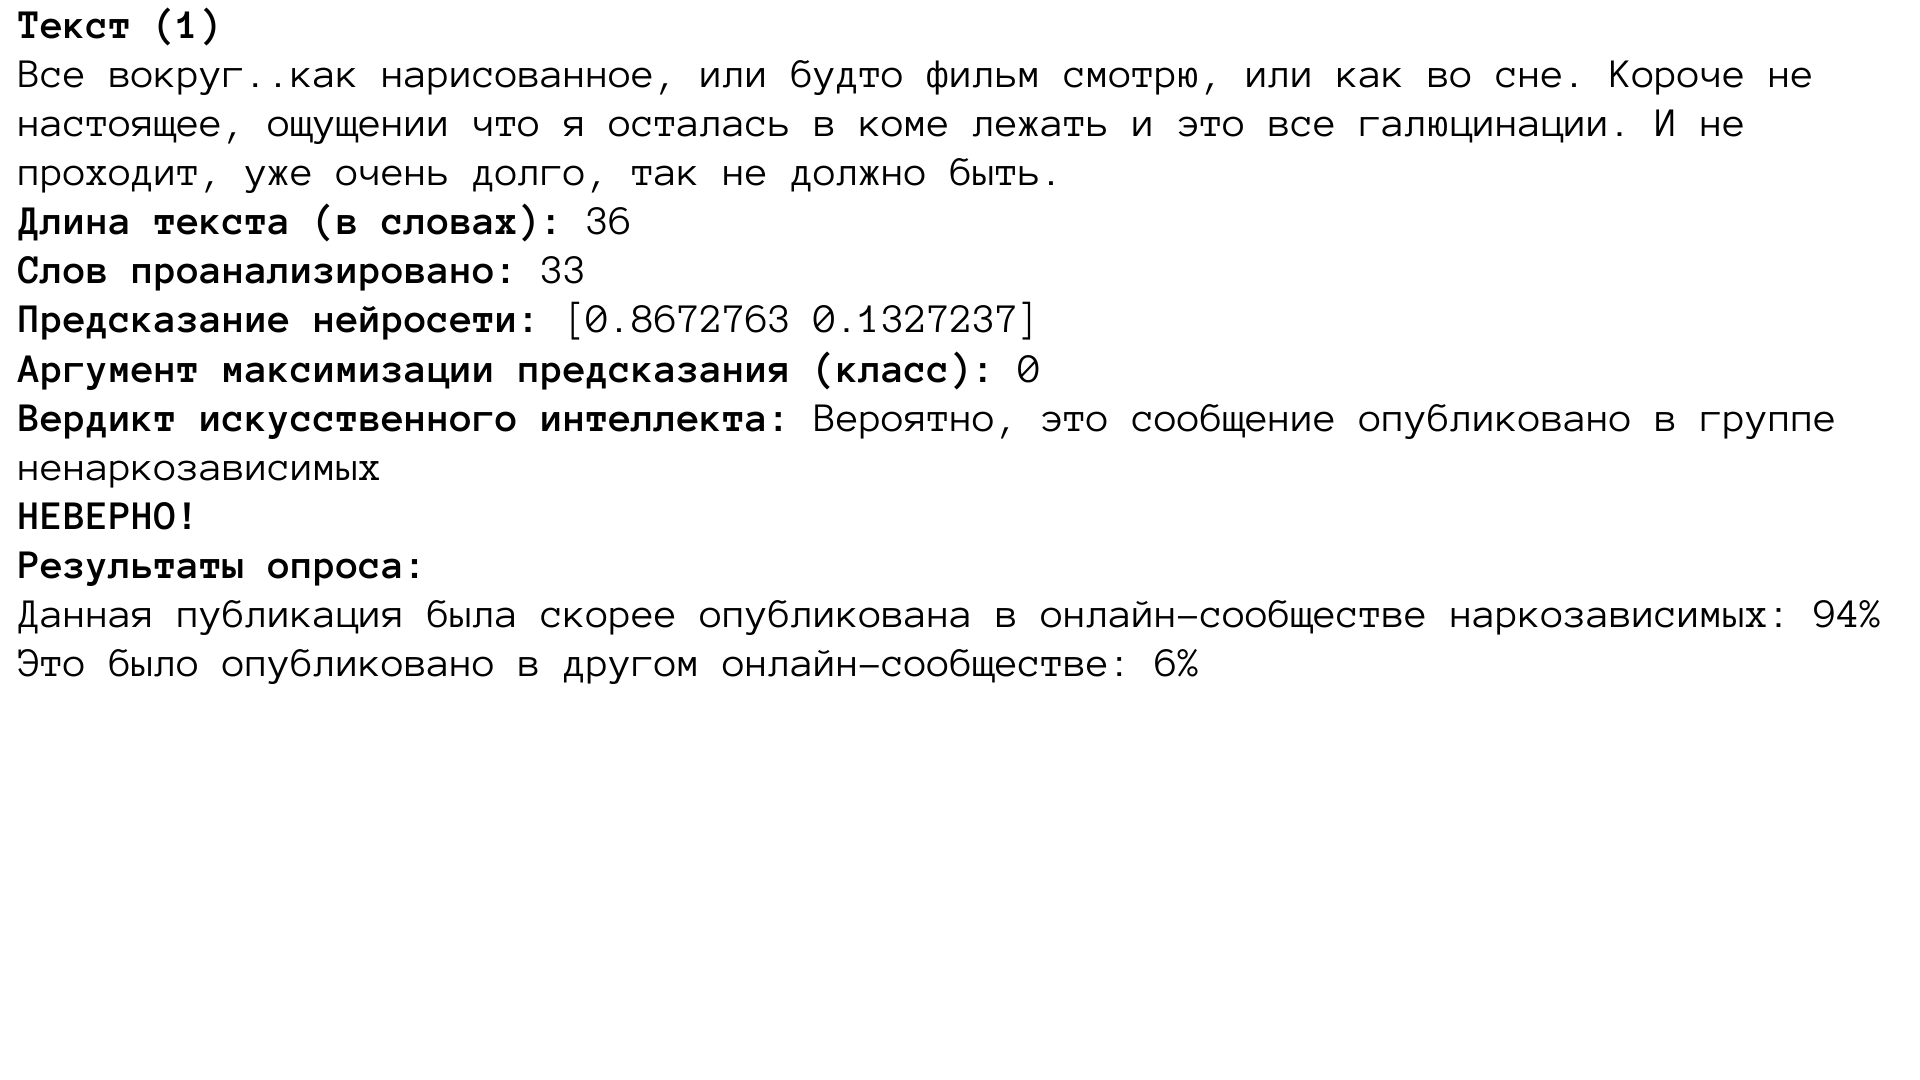 Текст (1)
Все вокруг..как нарисованное, или будто фильм смотрю, или как во сне. Короче не
настоящее, ощущении что я осталась в коме лежать и это все галюцинации. И не
проходит, уже очень долго, так не должно быть.
Длина текста (в словах): 36
Слов проанализировано: 33
Предсказание нейросети: [0.8672763 0.1327237]
Аргумент максимизации предсказания (класс): 0
Вердикт искусственного интеллекта: Вероятно, это сообщение опубликовано в группе
ненаркозависимых
НЕВЕРНО!
Результаты опроса:
Данная публикация была скорее опубликована в онлайн-сообществе наркозависимых: 94%
Это было опубликовано в другом онлайн-сообществе: 6%